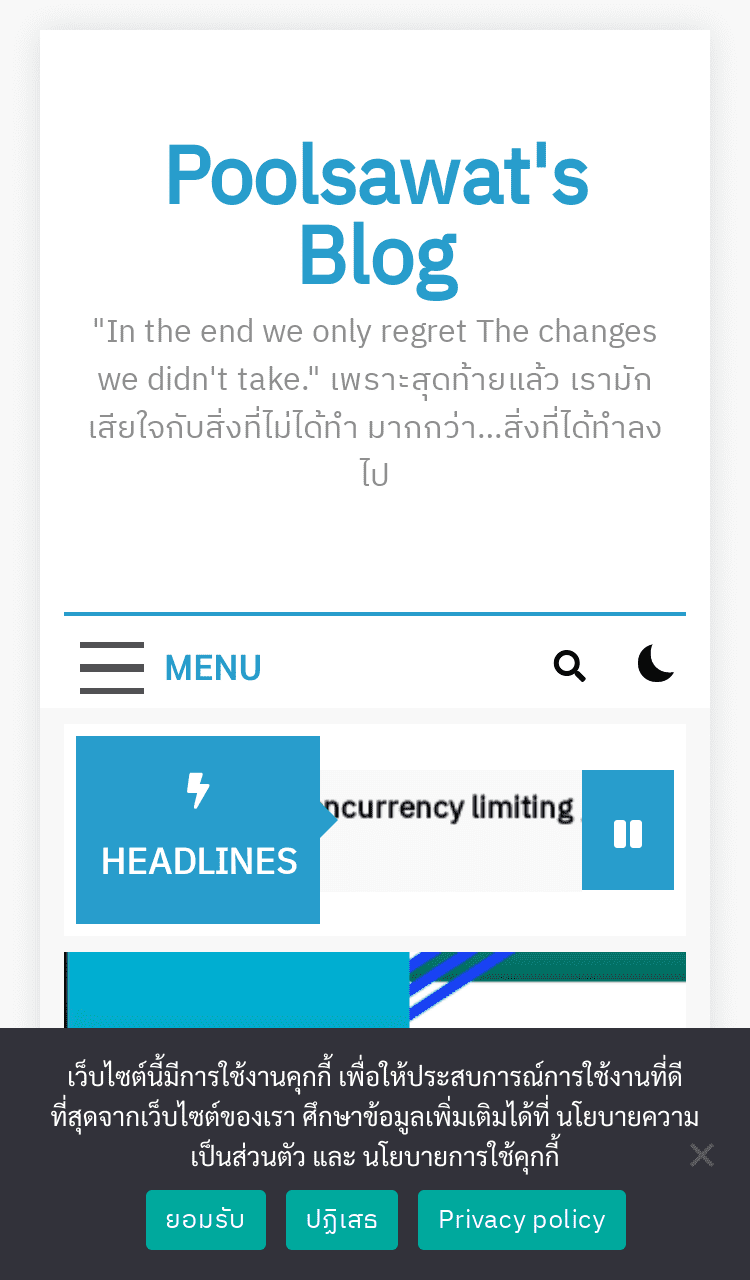 Poolsawat's
Blog
"In the end we only regret The changes
we didn't take." เพราะสุดท้ายแล้ว เรามัก
เสียใจกับสิ่งที่ไม่ได้ทำ มากกว่า...สิ่งที่ได้ทำลง
ไป
MENU
HEADLINES
ncurrency limiting
เว็บไซต์นี้มีการใช้งานคุกกี้ เพื่อให้ประสบการณ์การใช้งานที่ดี
ที่สุดจากเว็บไซต์ของเรา ศึกษาข้อมูลเพิ่มเติมได้ที่ นโยบายความ
เป็นส่วนตัว และ นโยบายการใช้คุกกี้
ยอมรับ ปฏิเสธ Privacy policy